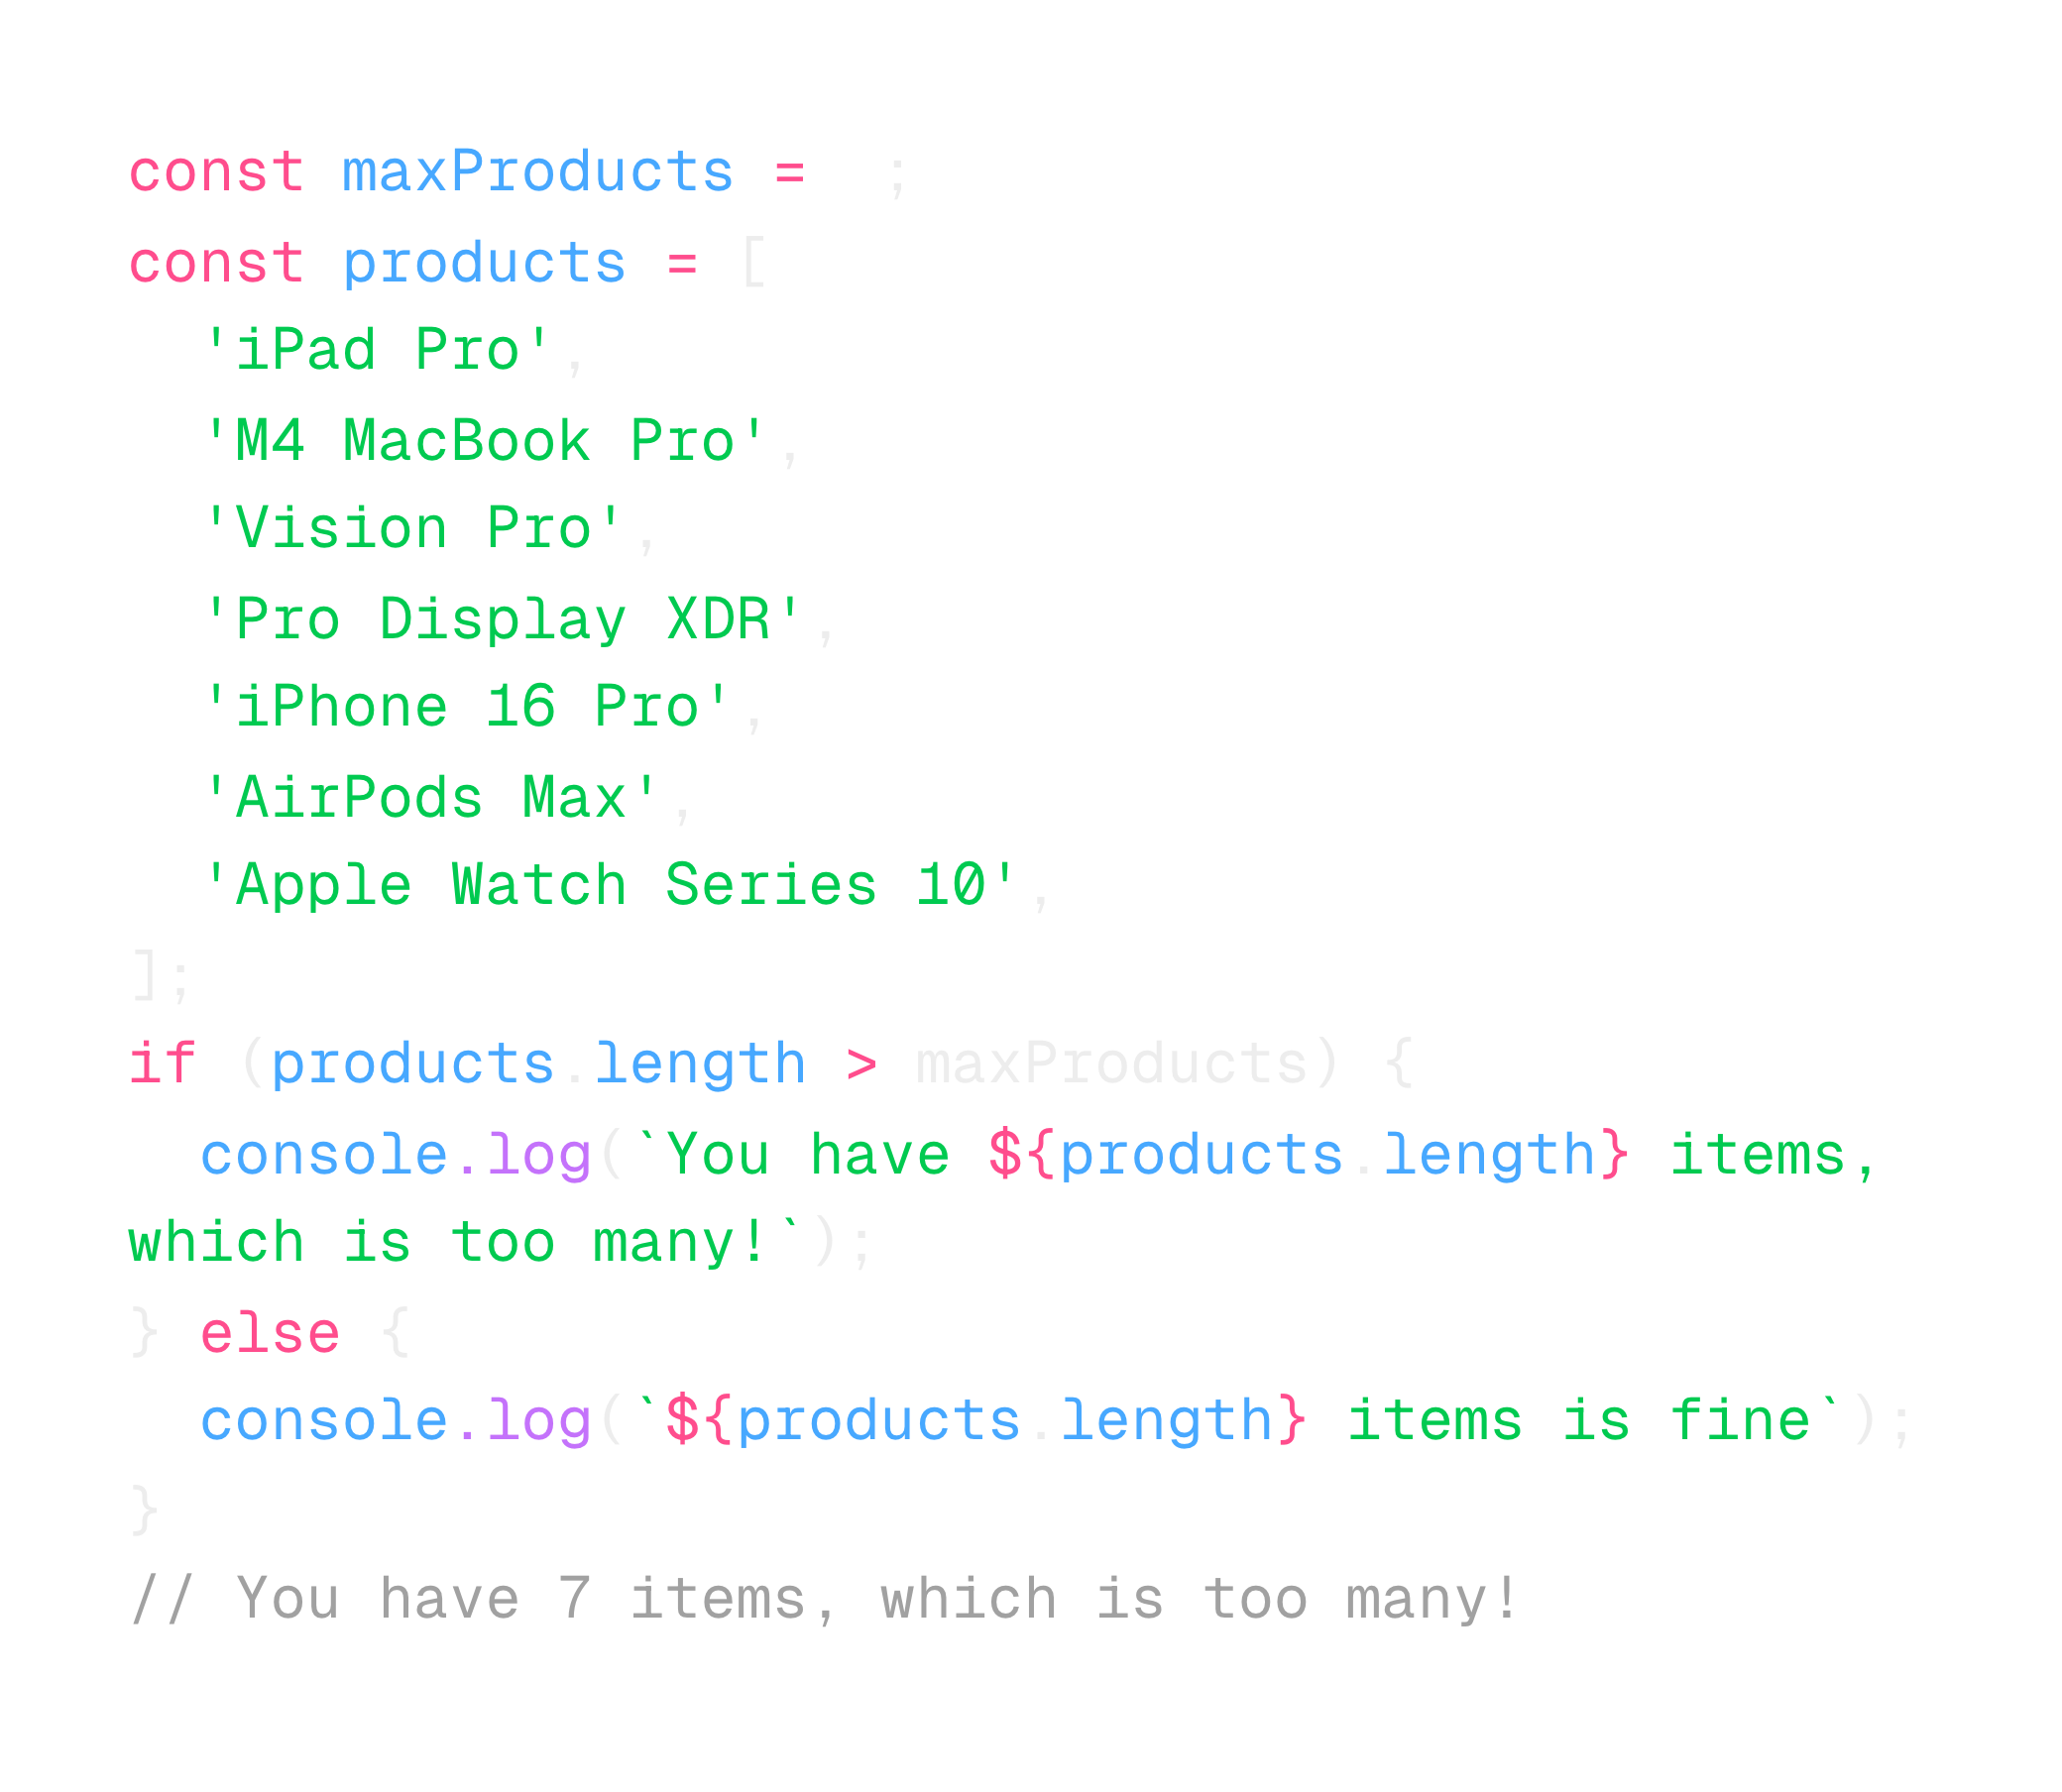 const maxProducts =  ;
const products = [
  'iPad Pro',
  'M4 MacBook Pro',
  'Vision Pro',
  'Pro Display XDR',
  'iPhone 16 Pro',
  'AirPods Max',
  'Apple Watch Series 10',
];
if (products.length > maxProducts) {
  console.log(`You have ${products.length} items,
which is too many!`);
} else {
  console.log(`${products.length} items is fine`);
}
// You have 7 items, which is too many!